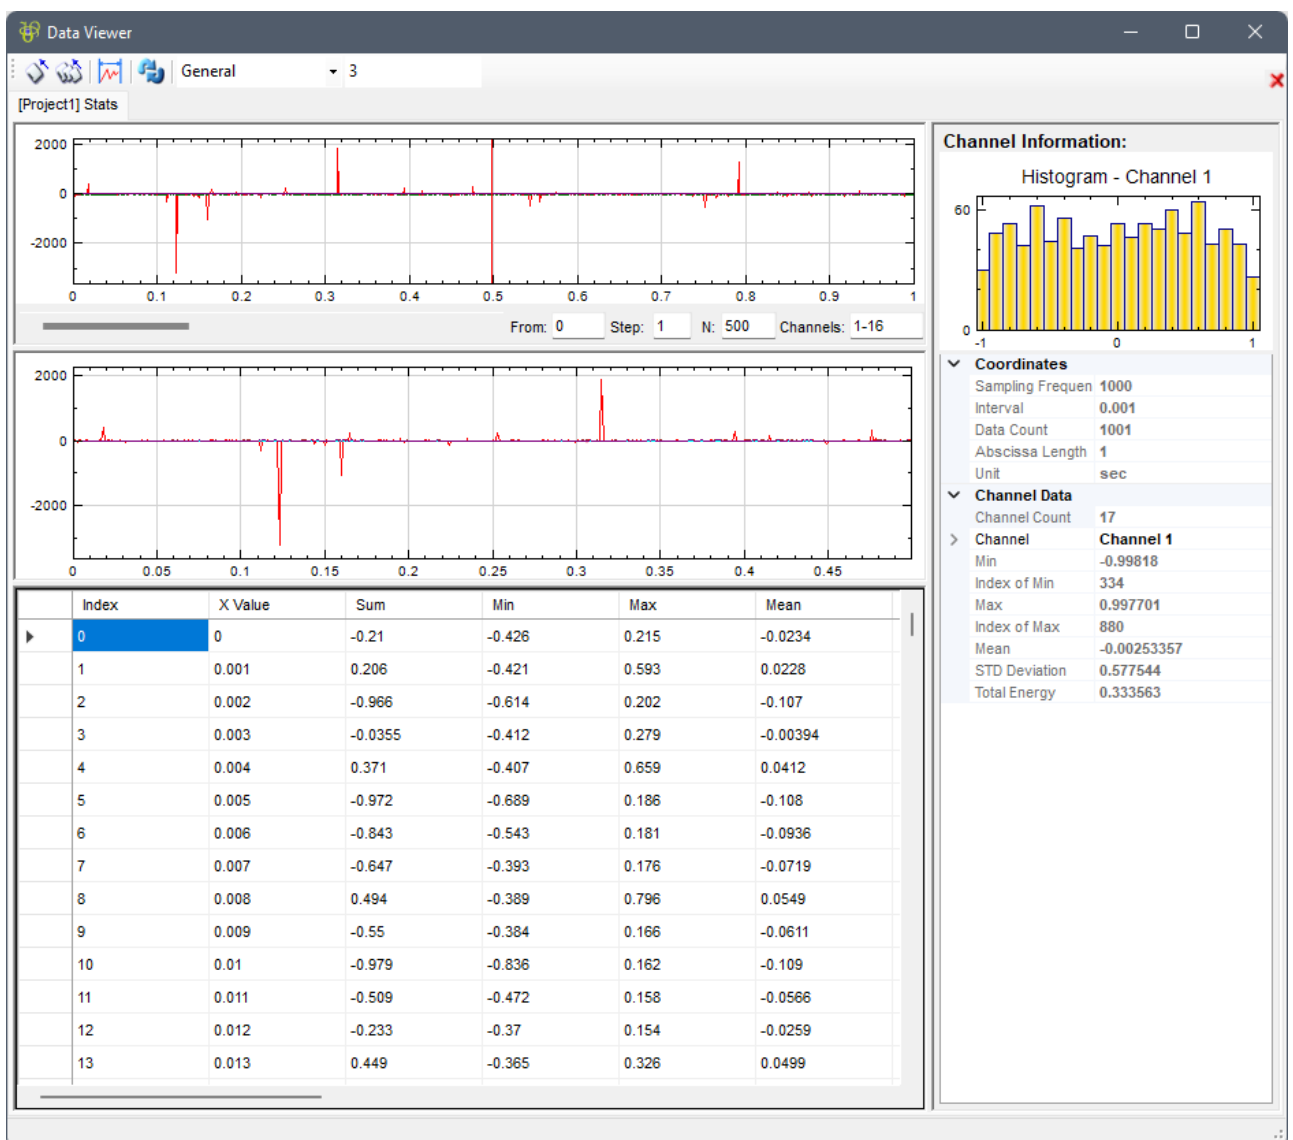 Data Viewer
General 3
[Project1] Stats
2000
0
-2000
0 0.1 0.2 0.3 0.4 0.5 0.6 0.7 0.8 0.9 1
From: 0 Step: 1 N: 500 Channels: 1-16
2000
0
-2000
0 0.05 0.1 0.15 0.2 0.25 0.3 0.35 0.4 0.45
Index X Value Sum Min Max Mean
0 0 -0.21 -0.426 0.215 -0.0234
1 0.001 0.206 -0.421 0.593 0.0228
2 0.002 -0.966 -0.614 0.202 -0.107
3 0.003 -0.0355 -0.412 0.279 -0.00394
4 0.004 0.371 -0.407 0.659 0.0412
5 0.005 -0.972 -0.689 0.186 -0.108
6 0.006 -0.843 -0.543 0.181 -0.0936
7 0.007 -0.647 -0.393 0.176 -0.0719
8 0.008 0.494 -0.389 0.796 0.0549
9 0.009 -0.55 -0.384 0.166 -0.0611
10 0.01 -0.979 -0.836 0.162 -0.109
11 0.011 -0.509 -0.472 0.158 -0.0566
12 0.012 -0.233 -0.37 0.154 -0.0259
13 0.013 0.449 -0.365 0.326 0.0499
Channel Information:
Histogram - Channel 1
60
0
-1 0 1
Coordinates
Sampling Frequen 1000
Interval 0.001
Data Count 1001
Abscissa Length 1
Unit sec
Channel Data
Channel Count 17
Channel Channel 1
Min -0.99818
Index of Min 334
Max 0.997701
Index of Max 880
Mean -0.00253357
STD Deviation 0.577544
Total Energy 0.333563